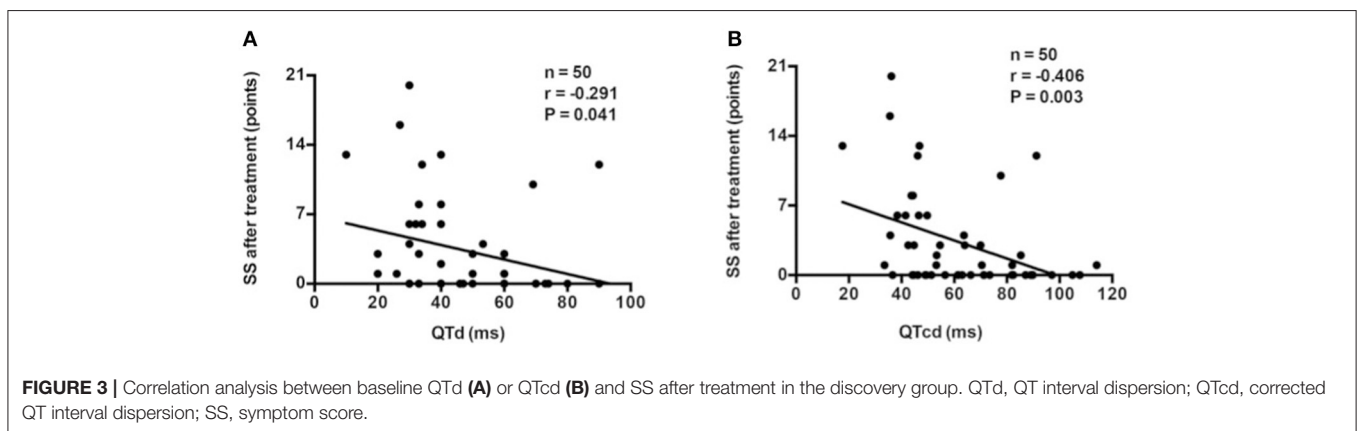 A
SS after treatment (points)
21
14
7
0
0 20 40 60 80 100
QTd (ms)
n = 50
r = -0.291
P = 0.041
B
SS after treatment (points)
21
14
7
0
0 20 40 60 80 100 120
QTcd (ms)
n = 50
r = -0.406
P = 0.003
FIGURE 3 | Correlation analysis between baseline QTd (A) or QTcd (B) and SS after treatment in the discovery group. QTd, QT interval dispersion; QTcd, corrected
QT interval dispersion; SS, symptom score.